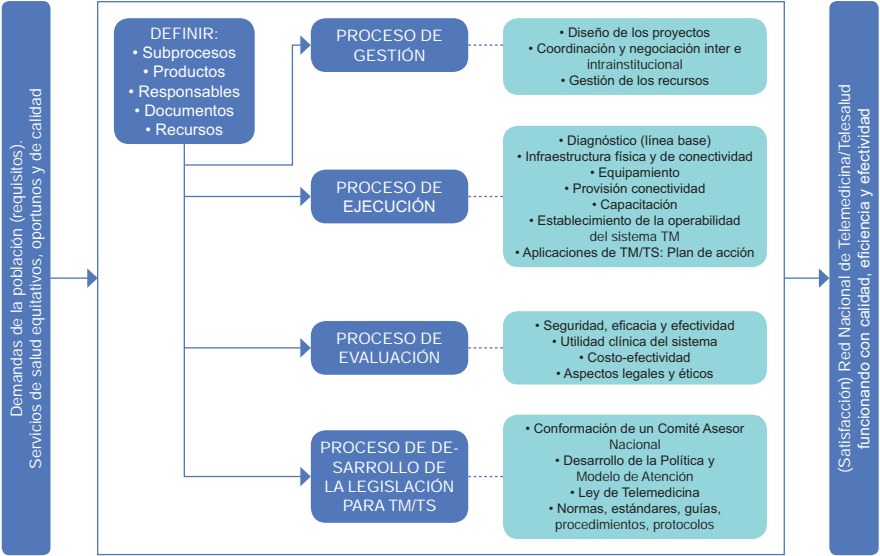 Demandas de la población (requisitos).
Servicios de salud equitativos, oportunos y de calidad
DEFINIR:
• Subprocesos
• Productos
• Responsables
• Documentos
• Recursos
PROCESO DE
GESTIÓN
• Diseño de los proyectos
• Coordinación y negociación inter e
intrainstitucional
• Gestión de los recursos
PROCESO DE
EJECUCIÓN
• Diagnóstico (línea base)
• Infraestructura física y de conectividad
• Equipamiento
• Provisión conectividad
• Capacitación
• Establecimiento de la operabilidad
del sistema TM
• Aplicaciones de TM/TS: Plan de acción
PROCESO DE
EVALUACIÓN
• Seguridad, eficacia y efectividad
• Utilidad clínica del sistema
• Costo-efectividad
• Aspectos legales y éticos
PROCESO DE DE-
SARROLLO DE
LA LEGISLACIÓN
PARA TM/TS
• Conformación de un Comité Asesor
Nacional
• Desarrollo de la Política y
Modelo de Atención
• Ley de Telemedicina
• Normas, estándares, guías,
procedimientos, protocolos
(Satisfacción) Red Nacional de Telemedicina/Telesalud
funcionando con calidad, eficiencia y efectividad